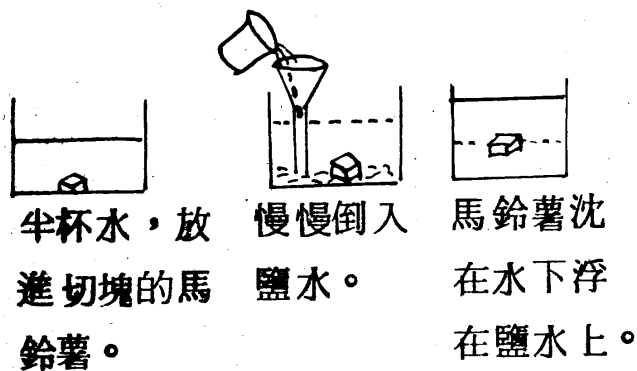 半杯水，放
進切塊的馬
鈴薯。
慢慢倒入
鹽水。
馬鈴薯沈
在水下浮
在鹽水上。